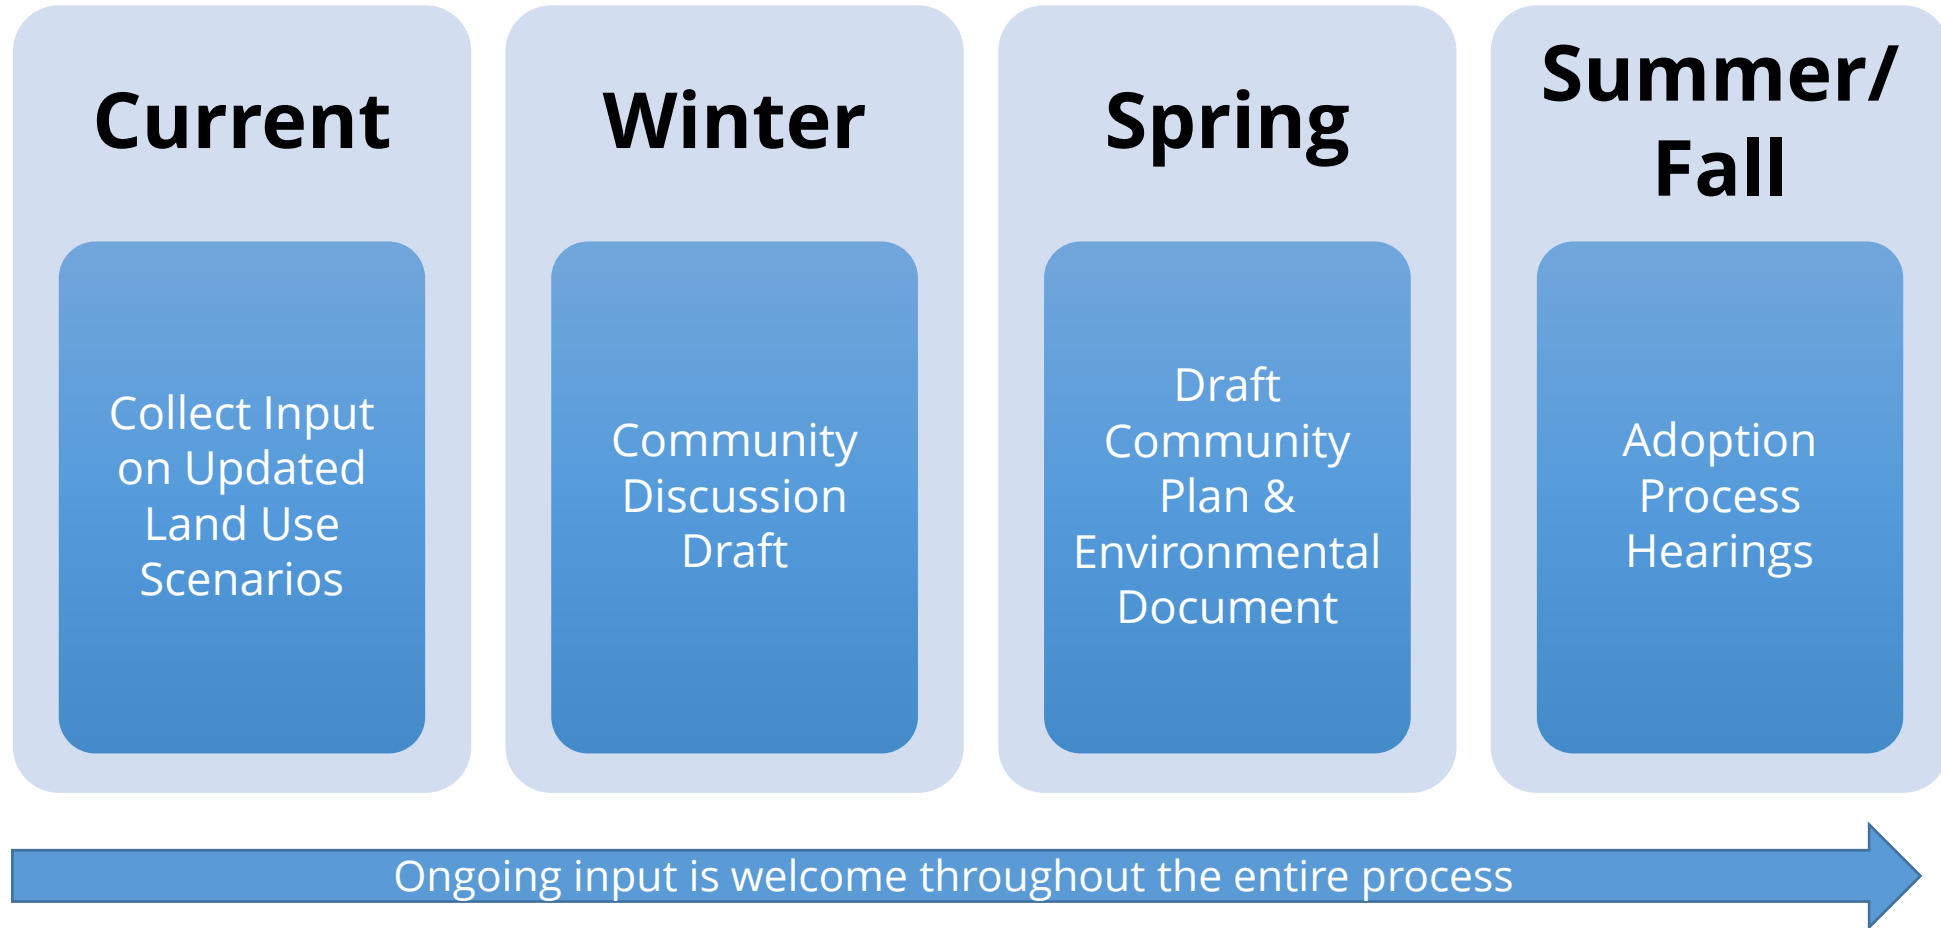 Current
Collect Input
on Updated
Land Use
Scenarios
Winter
Community
Discussion
Draft
Spring
Draft
Community
Plan &
Environmental
Document
Summer/
Fall
Adoption
Process
Hearings
Ongoing input is welcome throughout the entire process